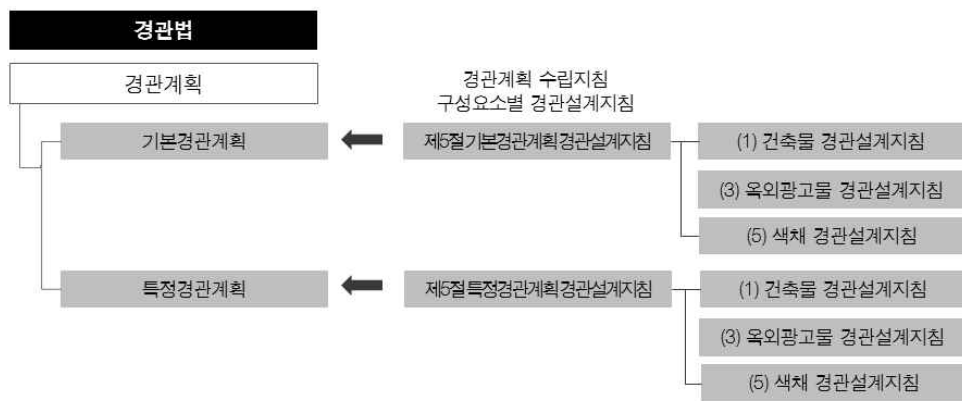 경관법
경관계획
경관계획 수립지침
구성요소별 경관설계지침
기본경관계획
제5절 기본경관계획 경관설계지침
(1) 건축물 경관설계지침
(3) 옥외광고물 경관설계지침
(5) 색채 경관설계지침
특정경관계획
제5절 특정경관계획 경관설계지침
(1) 건축물 경관설계지침
(3) 옥외광고물 경관설계지침
(5) 색채 경관설계지침